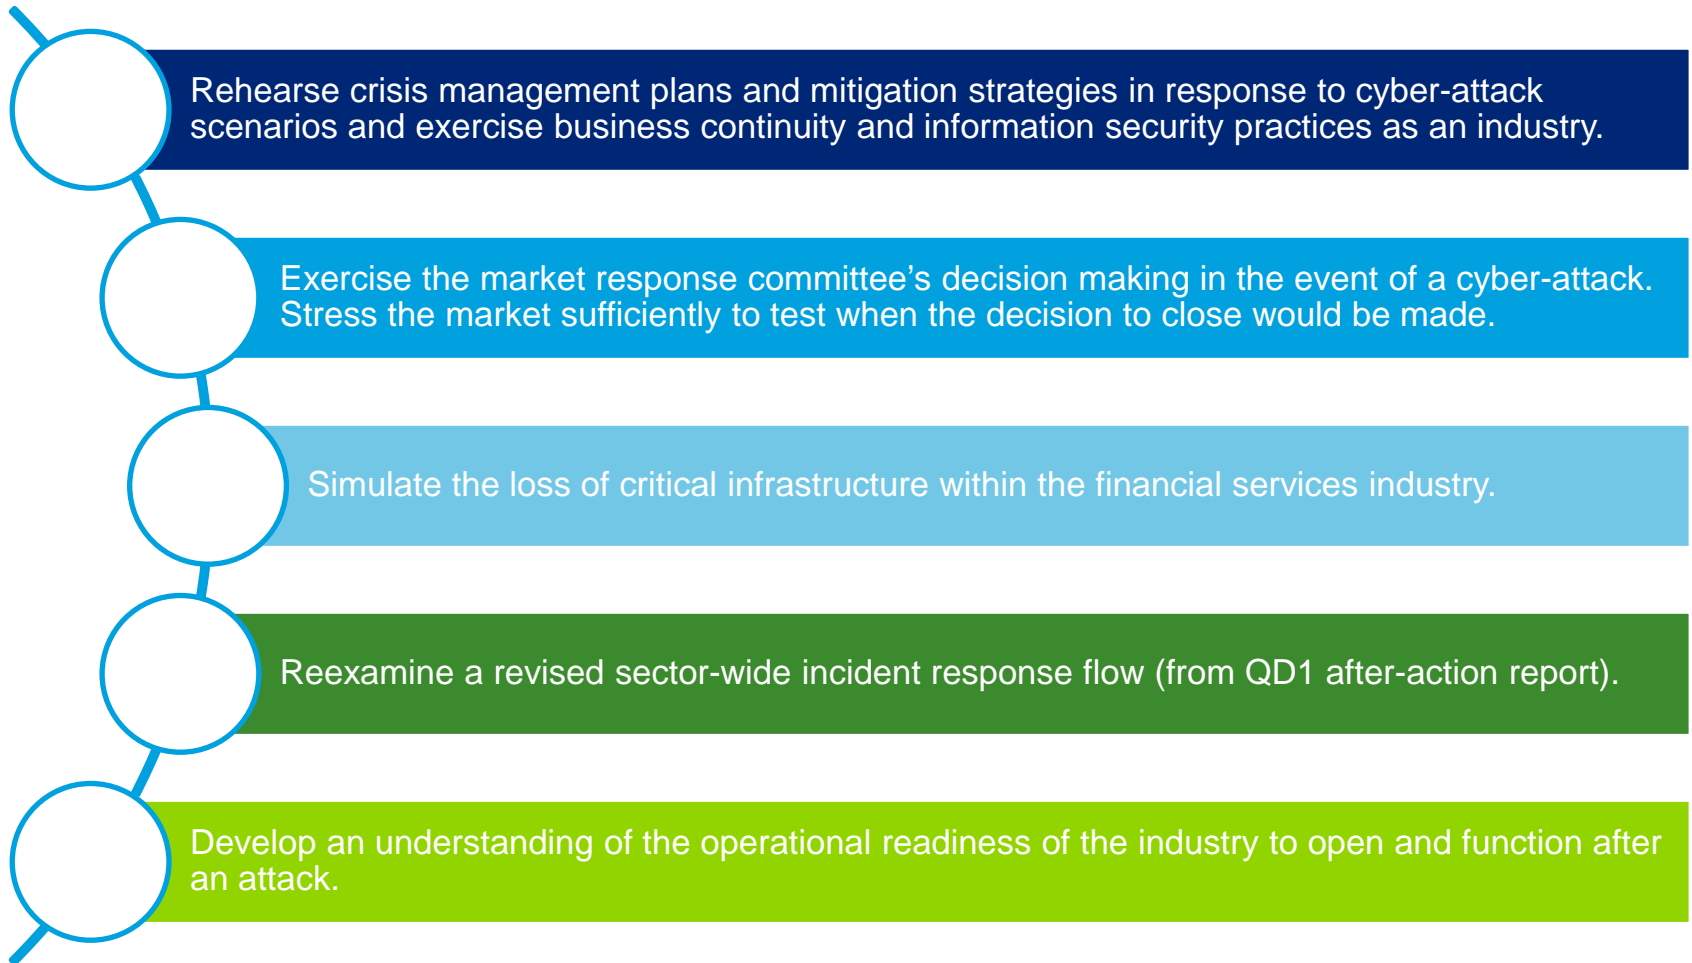 Rehearse crisis management plans and mitigation strategies in response to cyber-attack
scenarios and exercise business continuity and information security practices as an industry.
Exercise the market response committee’s decision making in the event of a cyber-attack.
Stress the market sufficiently to test when the decision to close would be made.
Simulate the loss of critical infrastructure within the financial services industry.
Reexamine a revised sector-wide incident response flow (from QD1 after-action report).
Develop an understanding of the operational readiness of the industry to open and function after
an attack.